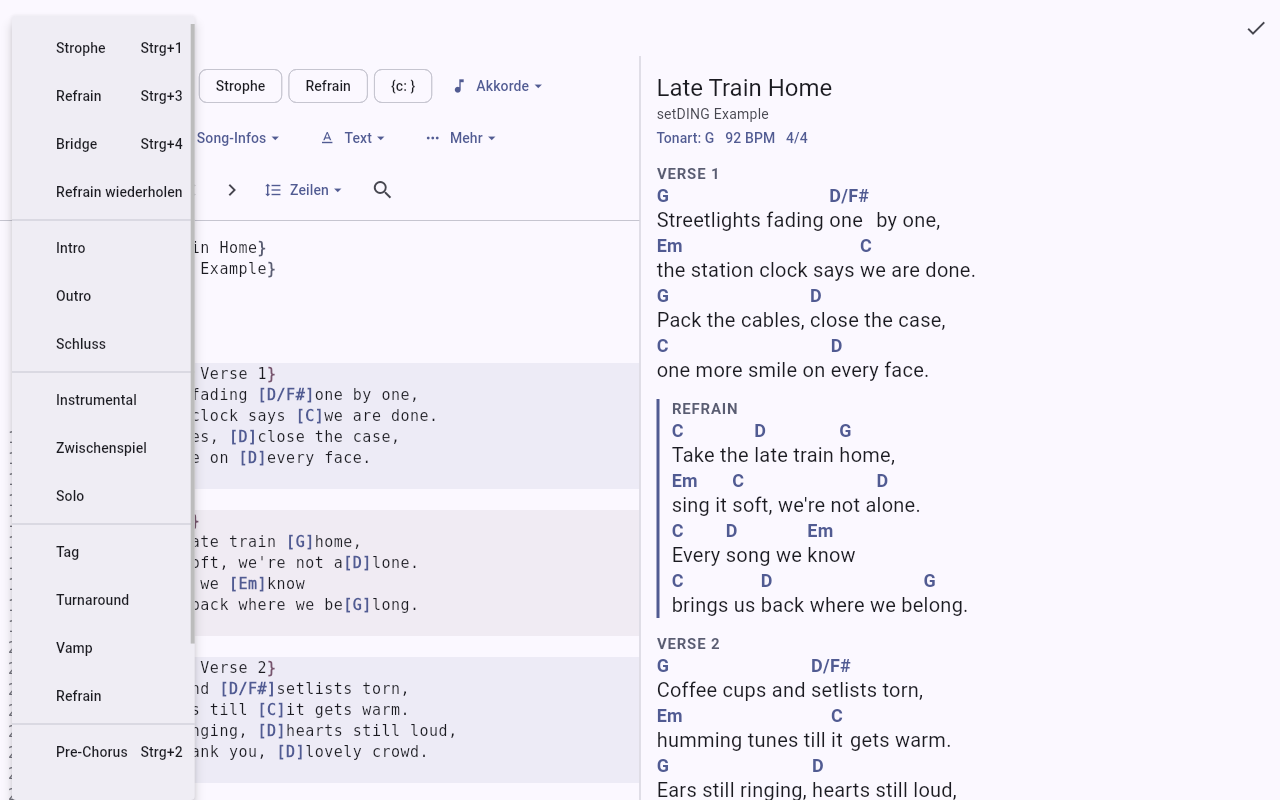 Strophe Strg+1
Refrain Strg+3
Bridge Strg+4
Refrain wiederholen
Intro
Outro
Schluss
Instrumental
Zwischenspiel
Solo
Tag
Turnaround
Vamp
Refrain
Pre-Chorus Strg+2
Strophe Refrain {c: } Akkorde
Song-Infos Text Mehr
Zeilen
in Home}
Example}
Verse 1}
fading [D/F#]one by one,
clock says [C]we are done.
es, [D]close the case,
e on [D]every face.
}
ate train [G]home,
oft, we're not a[D]lone.
we [Em]know
back where we be[G]long.
Verse 2}
nd [D/F#]setlists torn,
s till [C]it gets warm.
nging, [D]hearts still loud,
ank you, [D]lovely crowd.
Late Train Home
setDING Example
Tonart: G 92 BPM 4/4
VERSE 1
G D/F#
Streetlights fading one by one,
Em C
the station clock says we are done.
G D
Pack the cables, close the case,
C D
one more smile on every face.
REFRAIN
C D G
Take the late train home,
Em C D
sing it soft, we're not alone.
C D Em
Every song we know
C D G
brings us back where we belong.
VERSE 2
G D/F#
Coffee cups and setlists torn,
Em C
humming tunes till it gets warm.
G D
Ears still ringing, hearts still loud,